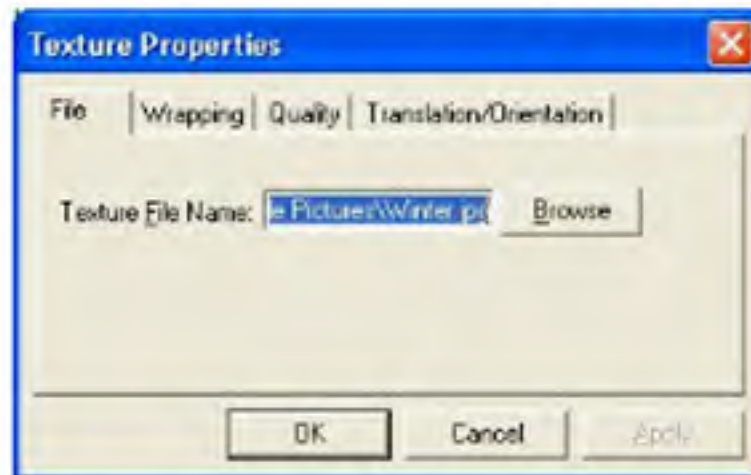 Texture Properties
File Wrapping Quality Translation/Orientation
Texture File Name: e Pictures\Winter.jp Browse
OK Cancel Apply